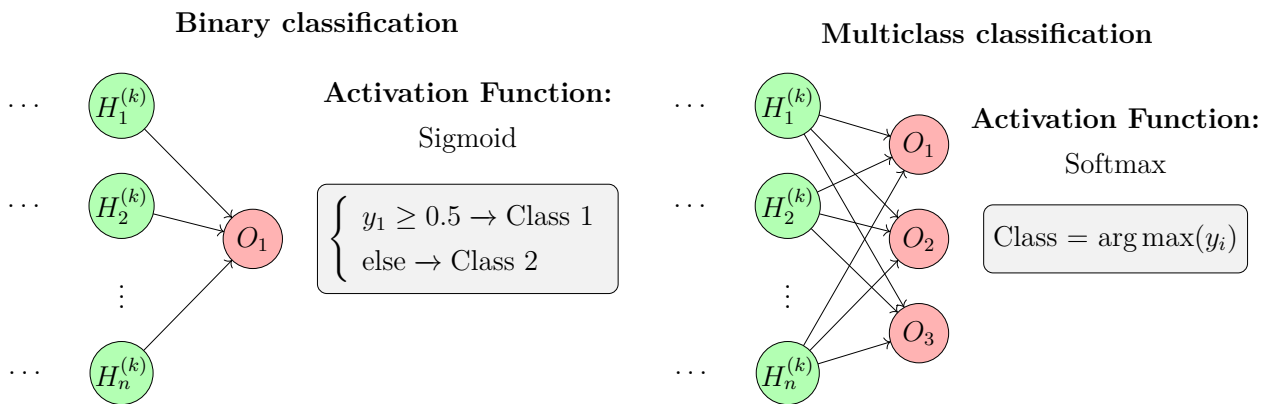 Binary classification
... H_1^{(k)}
... H_2^{(k)}
⋮
... H_n^{(k)}
O_1
Activation Function:
Sigmoid
{ y_1 ≥ 0.5 → Class 1
else → Class 2
Multiclass classification
... H_1^{(k)}
... H_2^{(k)}
⋮
... H_n^{(k)}
O_1
O_2
O_3
Activation Function:
Softmax
Class = arg max(y_i)